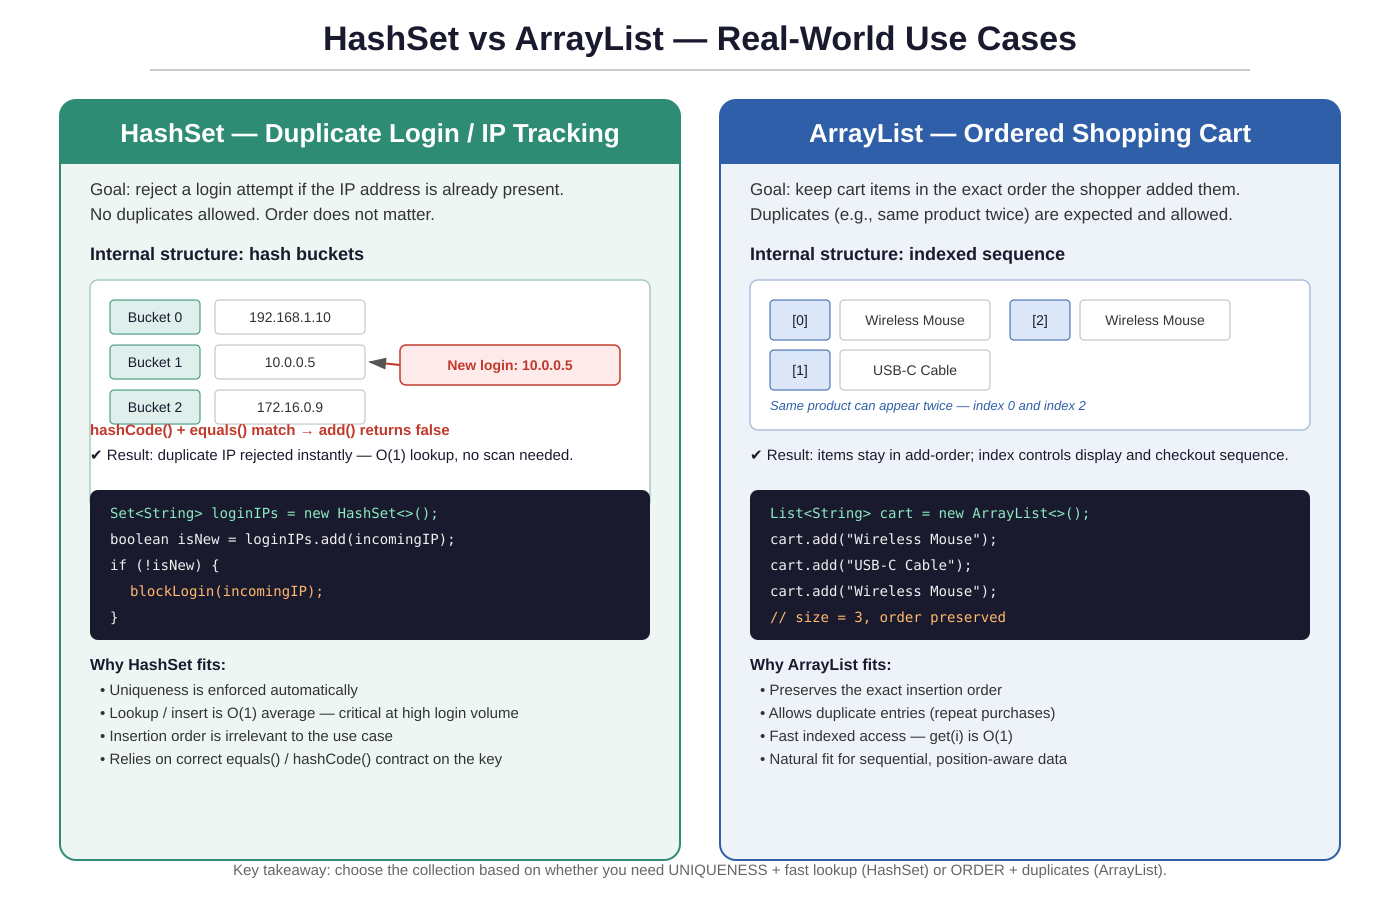 HashSet vs ArrayList — Real-World Use Cases
HashSet — Duplicate Login / IP Tracking
Goal: reject a login attempt if the IP address is already present.
No duplicates allowed. Order does not matter.
Internal structure: hash buckets
Bucket 0
192.168.1.10
Bucket 1
10.0.0.5
New login: 10.0.0.5
Bucket 2
172.16.0.9
hashCode() + equals() match → add() returns false
✔ Result: duplicate IP rejected instantly — O(1) lookup, no scan needed.
Set<String> loginIPs = new HashSet<>();
boolean isNew = loginIPs.add(incomingIP);
if (!isNew) {
blockLogin(incomingIP);
}
Why HashSet fits:
• Uniqueness is enforced automatically
• Lookup / insert is O(1) average — critical at high login volume
• Insertion order is irrelevant to the use case
• Relies on correct equals() / hashCode() contract on the key
ArrayList — Ordered Shopping Cart
Goal: keep cart items in the exact order the shopper added them.
Duplicates (e.g., same product twice) are expected and allowed.
Internal structure: indexed sequence
[0]
Wireless Mouse
[2]
Wireless Mouse
[1]
USB-C Cable
Same product can appear twice — index 0 and index 2
✔ Result: items stay in add-order; index controls display and checkout sequence.
List<String> cart = new ArrayList<>();
cart.add("Wireless Mouse");
cart.add("USB-C Cable");
cart.add("Wireless Mouse");
// size = 3, order preserved
Why ArrayList fits:
• Preserves the exact insertion order
• Allows duplicate entries (repeat purchases)
• Fast indexed access — get(i) is O(1)
• Natural fit for sequential, position-aware data
Key takeaway: choose the collection based on whether you need UNIQUENESS + fast lookup (HashSet) or ORDER + duplicates (ArrayList).